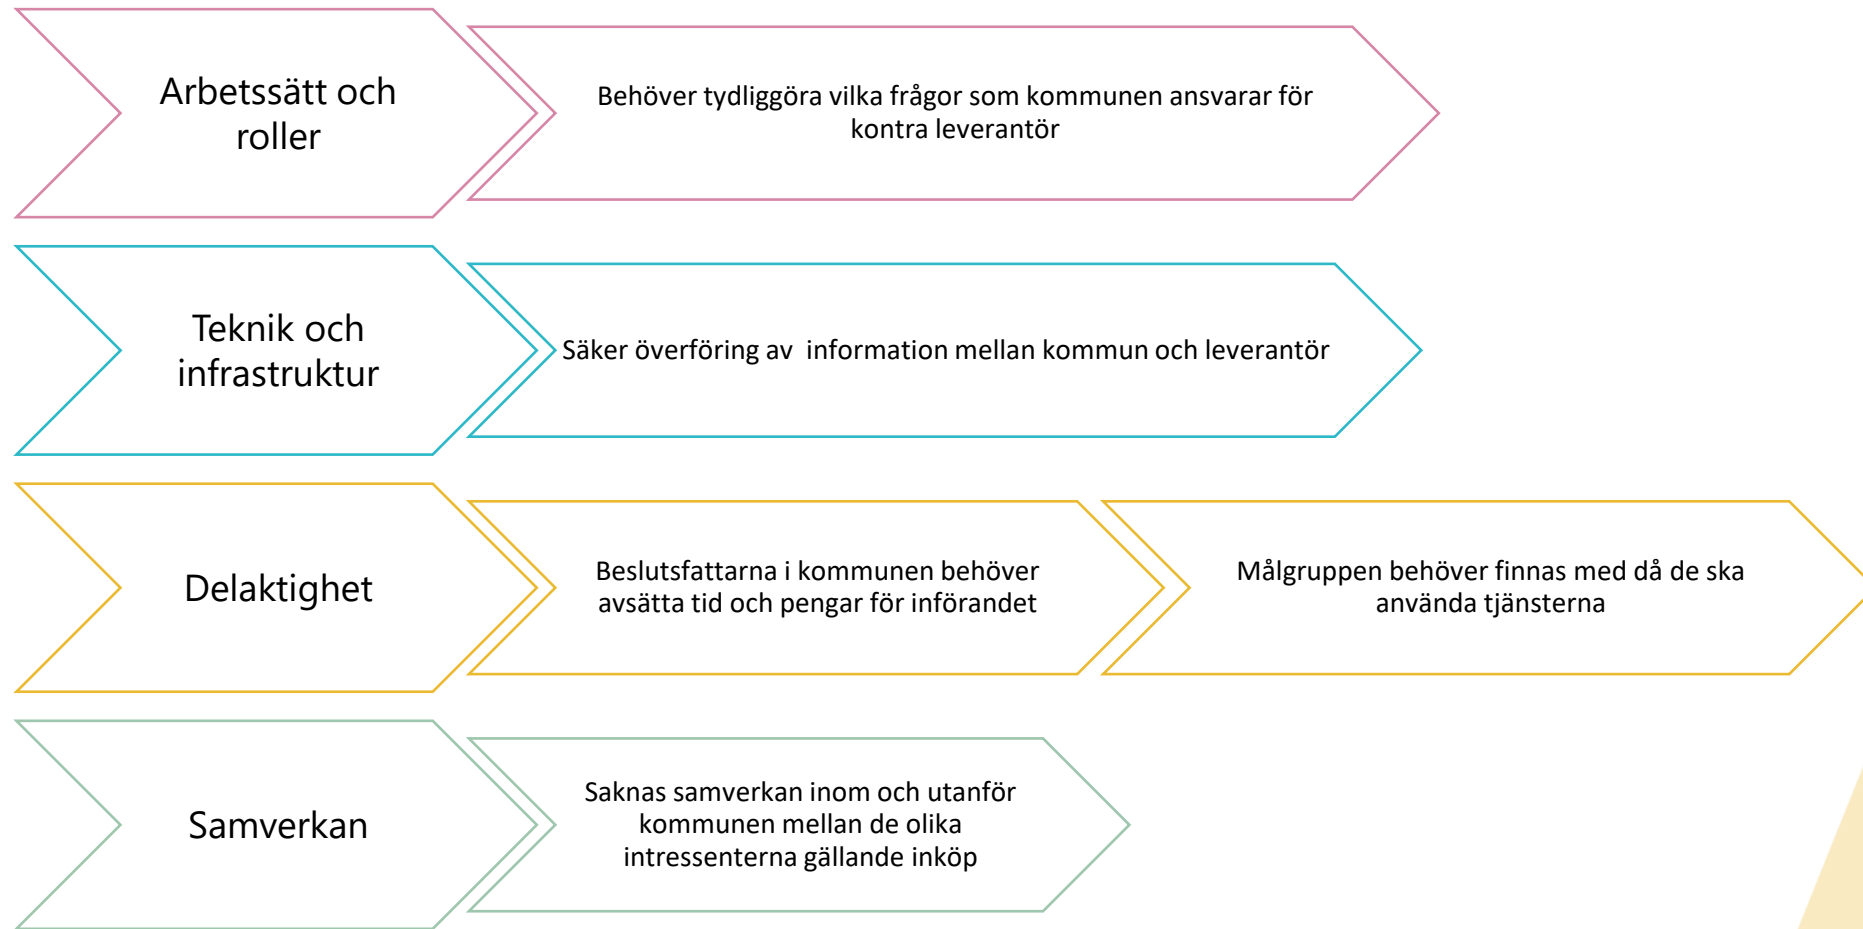 Arbetssätt och
roller
Behöver tydliggöra vilka frågor som kommunen ansvarar för
kontra leverantör
Teknik och
infrastruktur
Säker överföring av  information mellan kommun och leverantör
Delaktighet
Beslutsfattarna i kommunen behöver
avsätta tid och pengar för införandet
Målgruppen behöver finnas med då de ska
använda tjänsterna
Samverkan
Saknas samverkan inom och utanför
kommunen mellan de olika
intressenterna gällande inköp